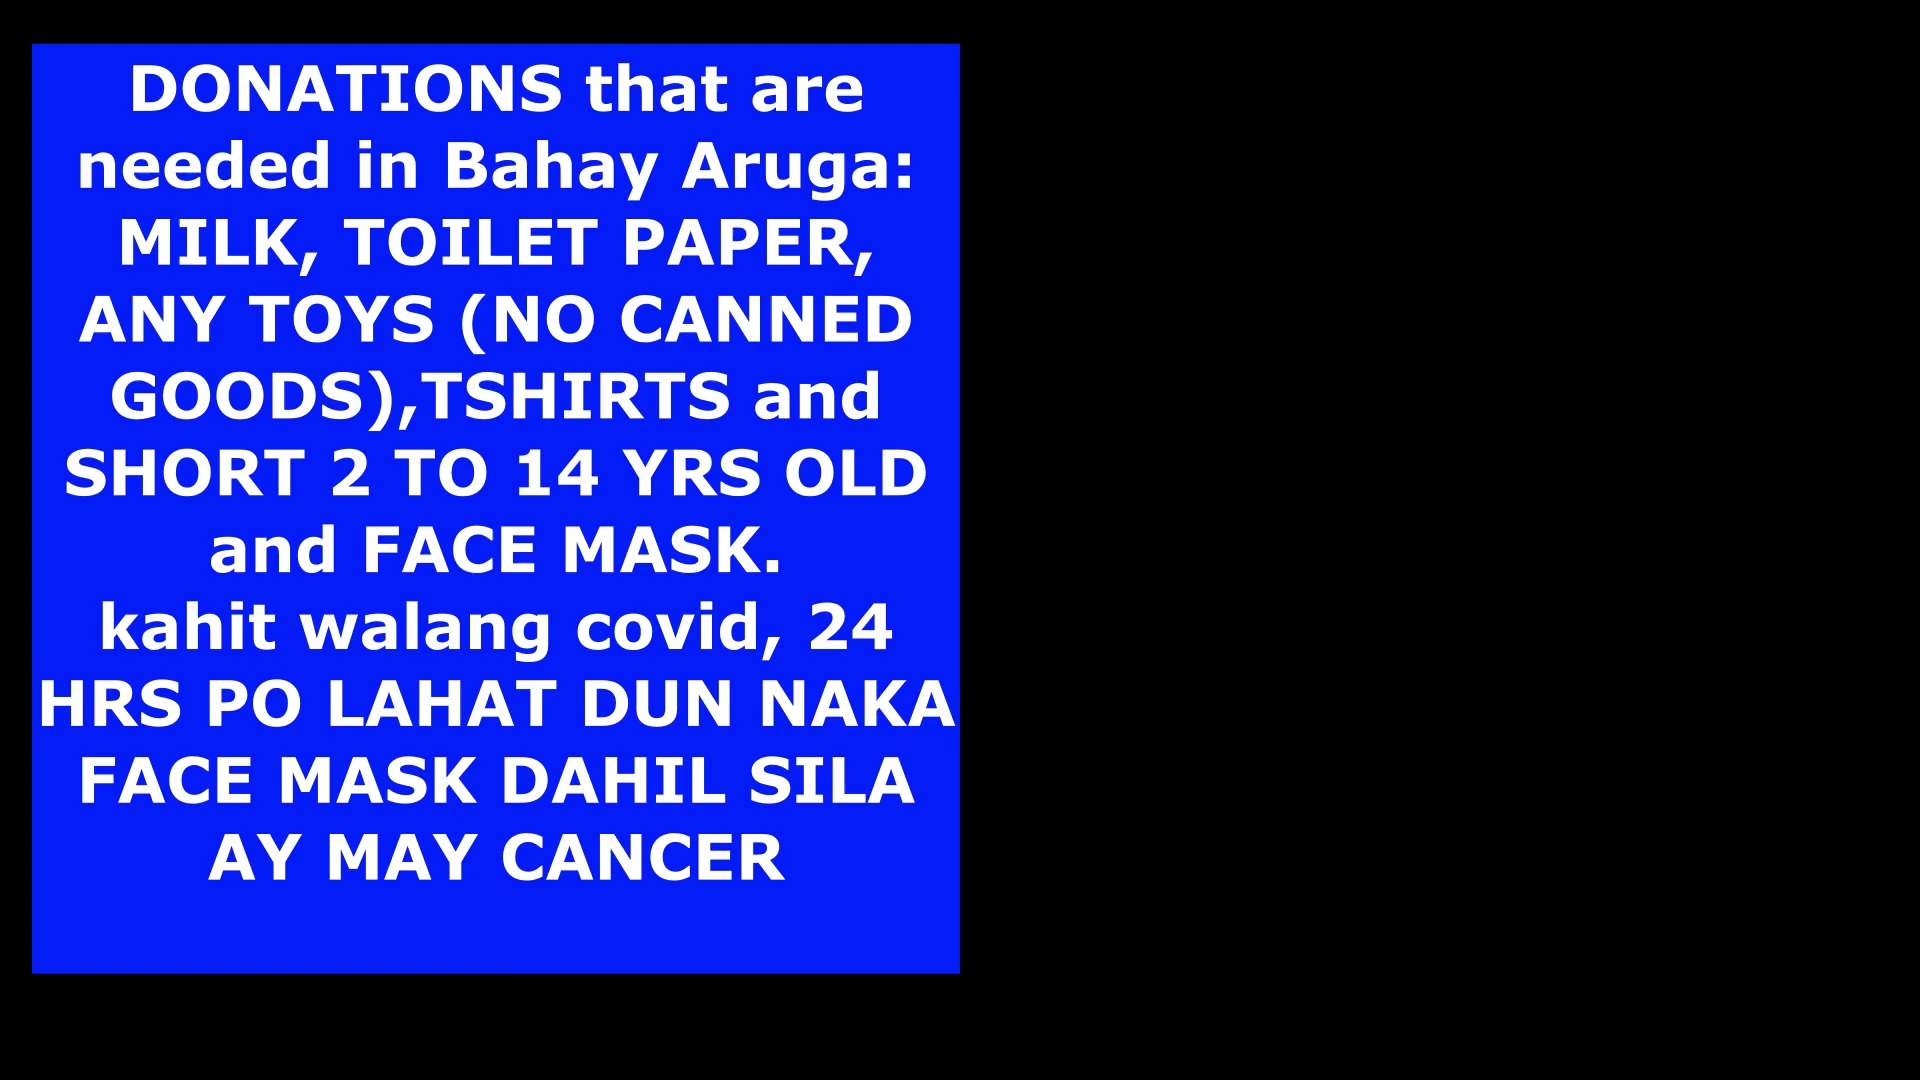 DONATIONS that are
needed in Bahay Aruga:
MILK, TOILET PAPER,
ANY TOYS (NO CANNED
GOODS),TSHIRTS and
SHORT 2 TO 14 YRS OLD
and FACE MASK.
kahit walang covid, 24
HRS PO LAHAT DUN NAKA
FACE MASK DAHIL SILA
AY MAY CANCER